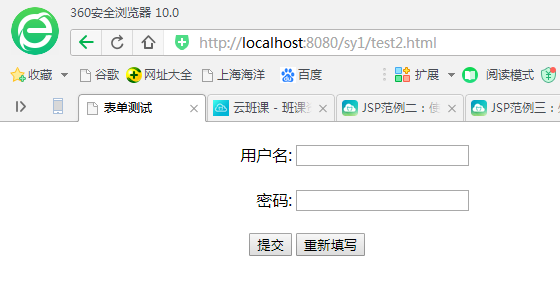 360安全浏览器 10.0
http://localhost:8080/sy1/test2.html
收藏 谷歌 网址大全 上海海洋 百度 扩展 阅读模式
表单测试 云班课 - 班课 JSP范例二：使 JSP范例三：
用户名:
密码:
提交 重新填写